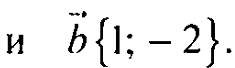 и b⃗{1; – 2}.